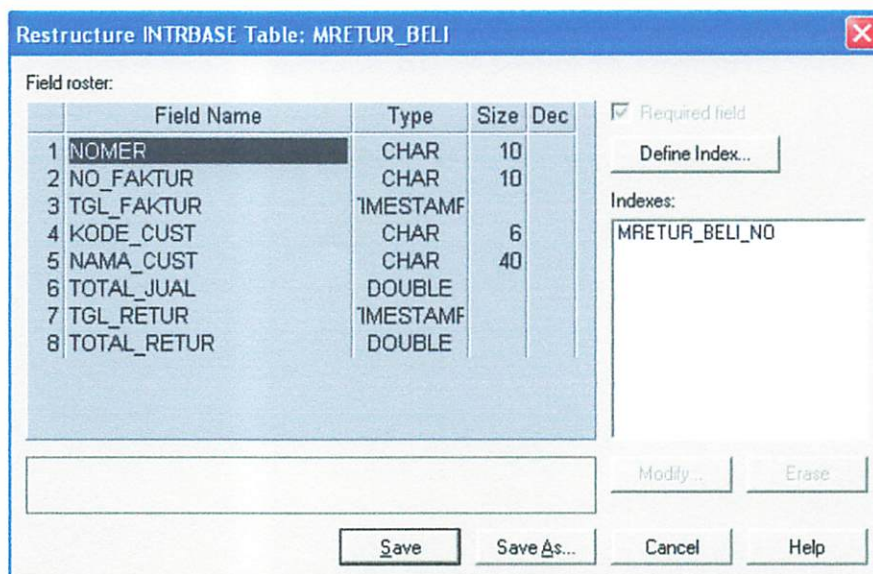 Restructure INTRBASE Table: MRETUR_BELI
Field roster:
Field Name Type Size Dec
1 NOMER CHAR 10
2 NO_FAKTUR CHAR 10
3 TGL_FAKTUR TIMESTAMP
4 KODE_CUST CHAR 6
5 NAMA_CUST CHAR 40
6 TOTAL_JUAL DOUBLE
7 TGL_RETUR TIMESTAMP
8 TOTAL_RETUR DOUBLE
Required field
Define Index...
Indexes:
MRETUR_BELI_NO
Modify... Erase
Save Save As... Cancel Help